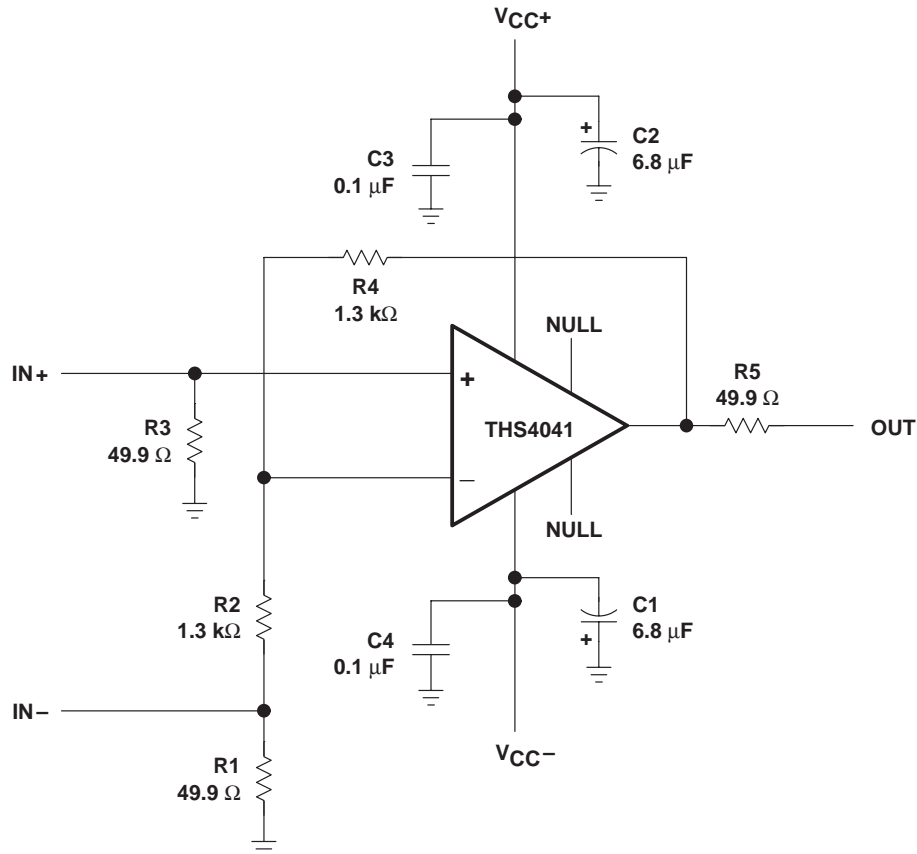 VCC+
C3
0.1 μF
+
C2
6.8 μF
R4
1.3 kΩ
NULL
IN+
+
R5
49.9 Ω
R3
49.9 Ω
THS4041
OUT
−
NULL
R2
1.3 kΩ
C4
0.1 μF
C1
6.8 μF
+
IN−
VCC−
R1
49.9 Ω